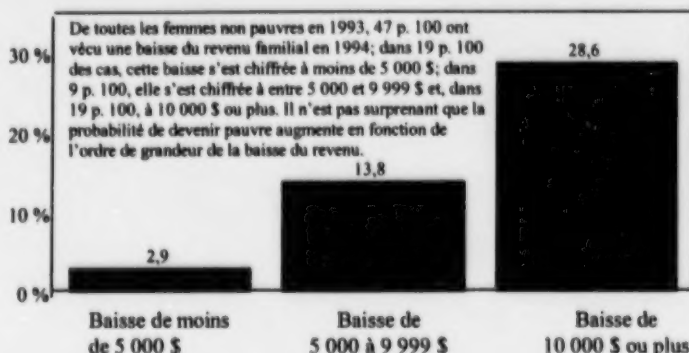 De toutes les femmes non pauvres en 1993, 47 p. 100 ont
vécu une baisse du revenu familial en 1994; dans 19 p. 100
des cas, cette baisse s'est chiffrée à moins de 5 000 $; dans
9 p. 100, elle s'est chiffrée à entre 5 000 et 9 999 $ et, dans
19 p. 100, à 10 000 $ ou plus. Il n'est pas surprenant que la
probabilité de devenir pauvre augmente en fonction de
l'ordre de grandeur de la baisse du revenu.
30 %
20 %
10 %
0 %
2,9
13,8
28,6
Baisse de moins
de 5 000 $
Baisse de
5 000 à 9 999 $
Baisse de
10 000 $ ou plus